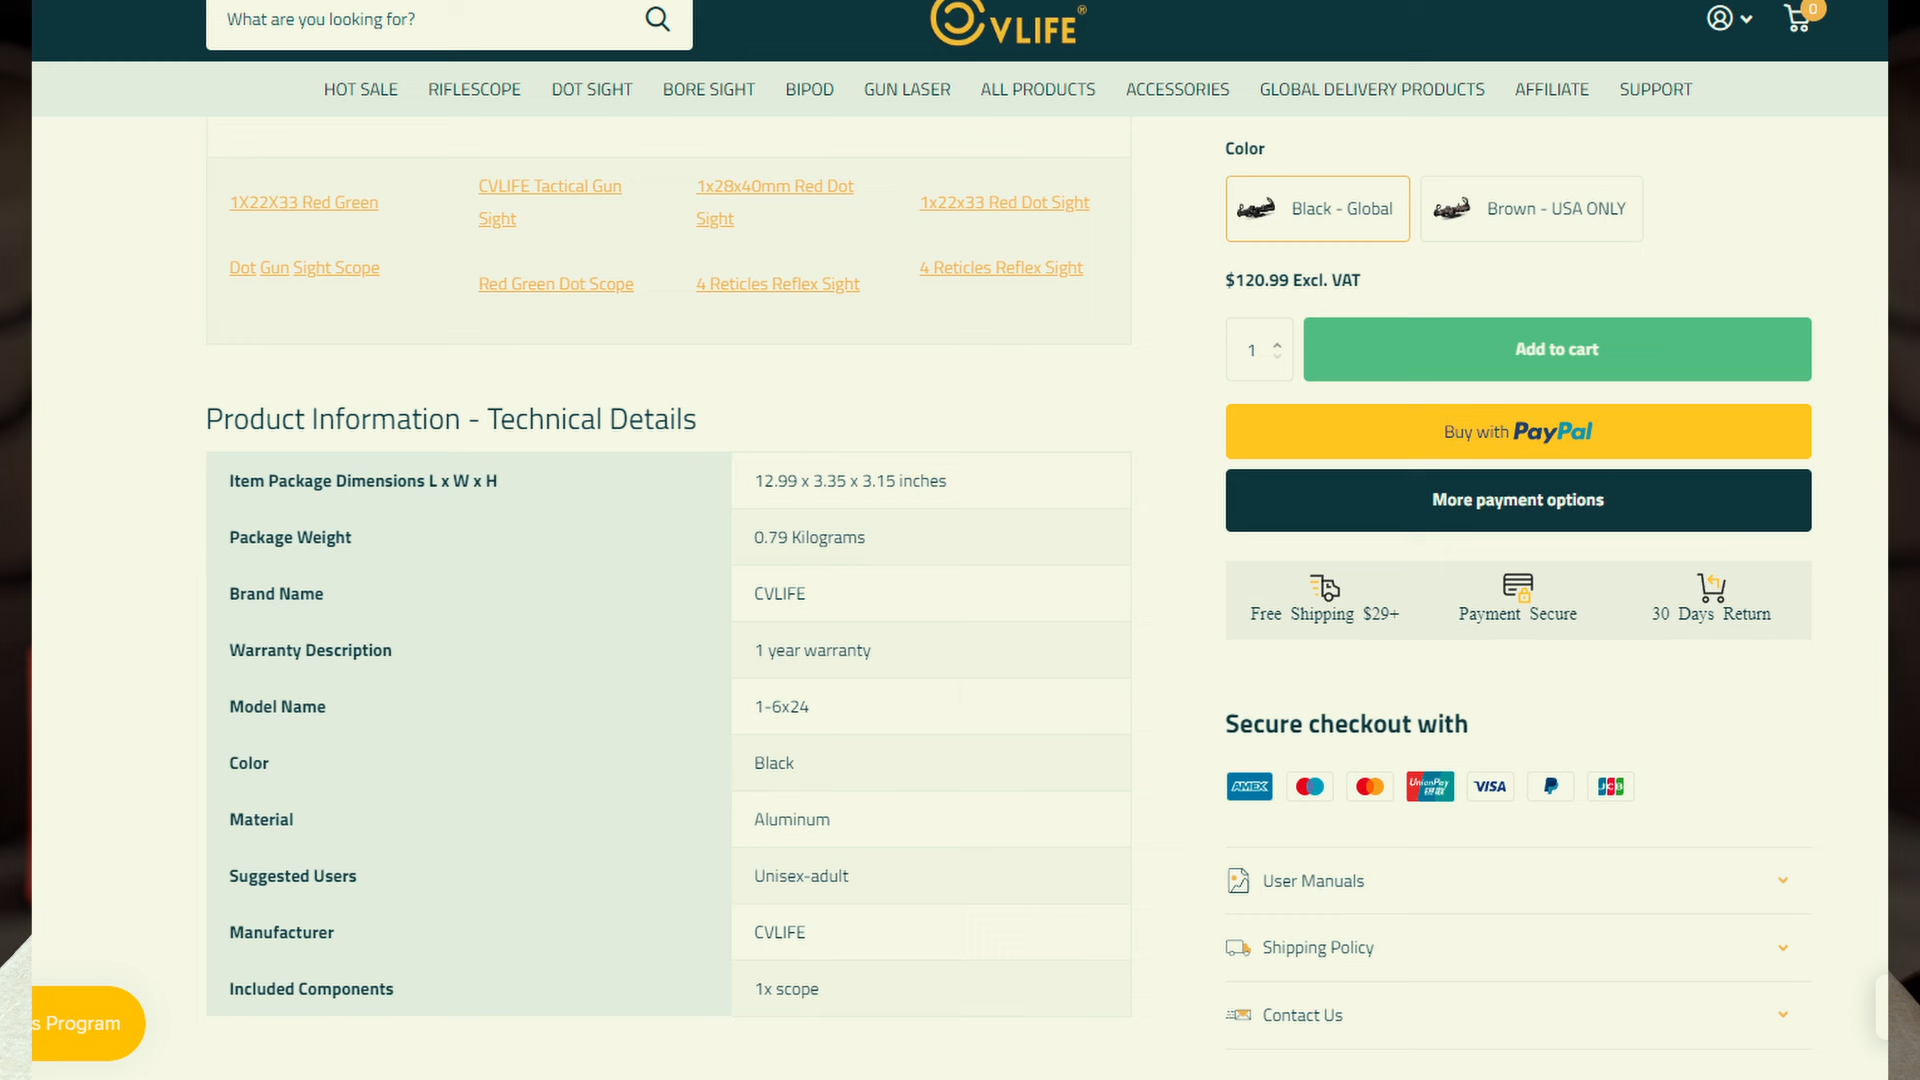 What are you looking for?
CVLIFE®
0
HOT SALE RIFLESCOPE DOT SIGHT BORE SIGHT BIPOD GUN LASER ALL PRODUCTS ACCESSORIES GLOBAL DELIVERY PRODUCTS AFFILIATE SUPPORT
1X22X33 Red Green
Dot Gun Sight Scope
CVLIFE Tactical Gun
Sight
Red Green Dot Scope
1x28x40mm Red Dot
Sight
4 Reticles Reflex Sight
1x22x33 Red Dot Sight
4 Reticles Reflex Sight
Product Information - Technical Details
Item Package Dimensions L x W x H 12.99 x 3.35 x 3.15 inches
Package Weight 0.79 Kilograms
Brand Name CVLIFE
Warranty Description 1 year warranty
Model Name 1-6x24
Color Black
Material Aluminum
Suggested Users Unisex-adult
Manufacturer CVLIFE
Included Components 1x scope
s Program
Color
Black - Global Brown - USA ONLY
$120.99 Excl. VAT
1 Add to cart
Buy with PayPal
More payment options
Free Shipping $29+ Payment Secure 30 Days Return
Secure checkout with
AMEX UnionPay 银联 VISA JCB
User Manuals
Shipping Policy
Contact Us